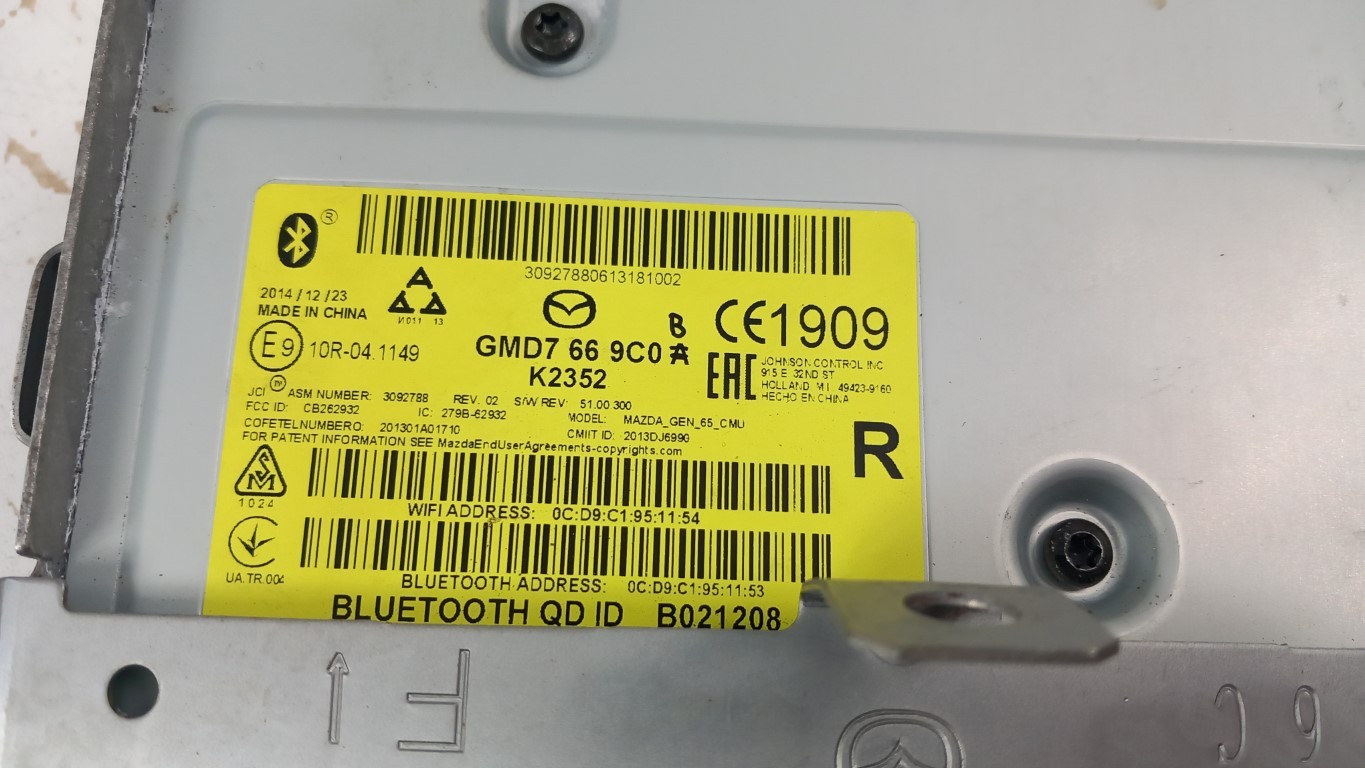 ®
30927880613181002
2014/12/23
MADE IN CHINA
И011 13
E9 10R-04.1149
GMD7 66 9C0 A
B
K2352
CE1909
EAC
JOHNSON CONTROL INC
915 E 32ND ST
HOLLAND MI. 49423-9160
HECHO EN CHINA
JCI ASM NUMBER: 3092788 REV. 02 S/W REV: 51.00.300
FCC ID: CB262932 IC: 279B-62932 MODEL: MAZDA_GEN_65_CMU
COFETELNUMBERO: 201301A01710 CMIIT ID: 2013DJ6990
FOR PATENT INFORMATION SEE MazdaEndUserAgreements-copyrights.com
R
1024
WIFI ADDRESS: 0C:D9:C1:95:11:54
UA.TR.004
BLUETOOTH ADDRESS: 0C:D9:C1:95:11:53
BLUETOOTH QD ID B021208
F
6C